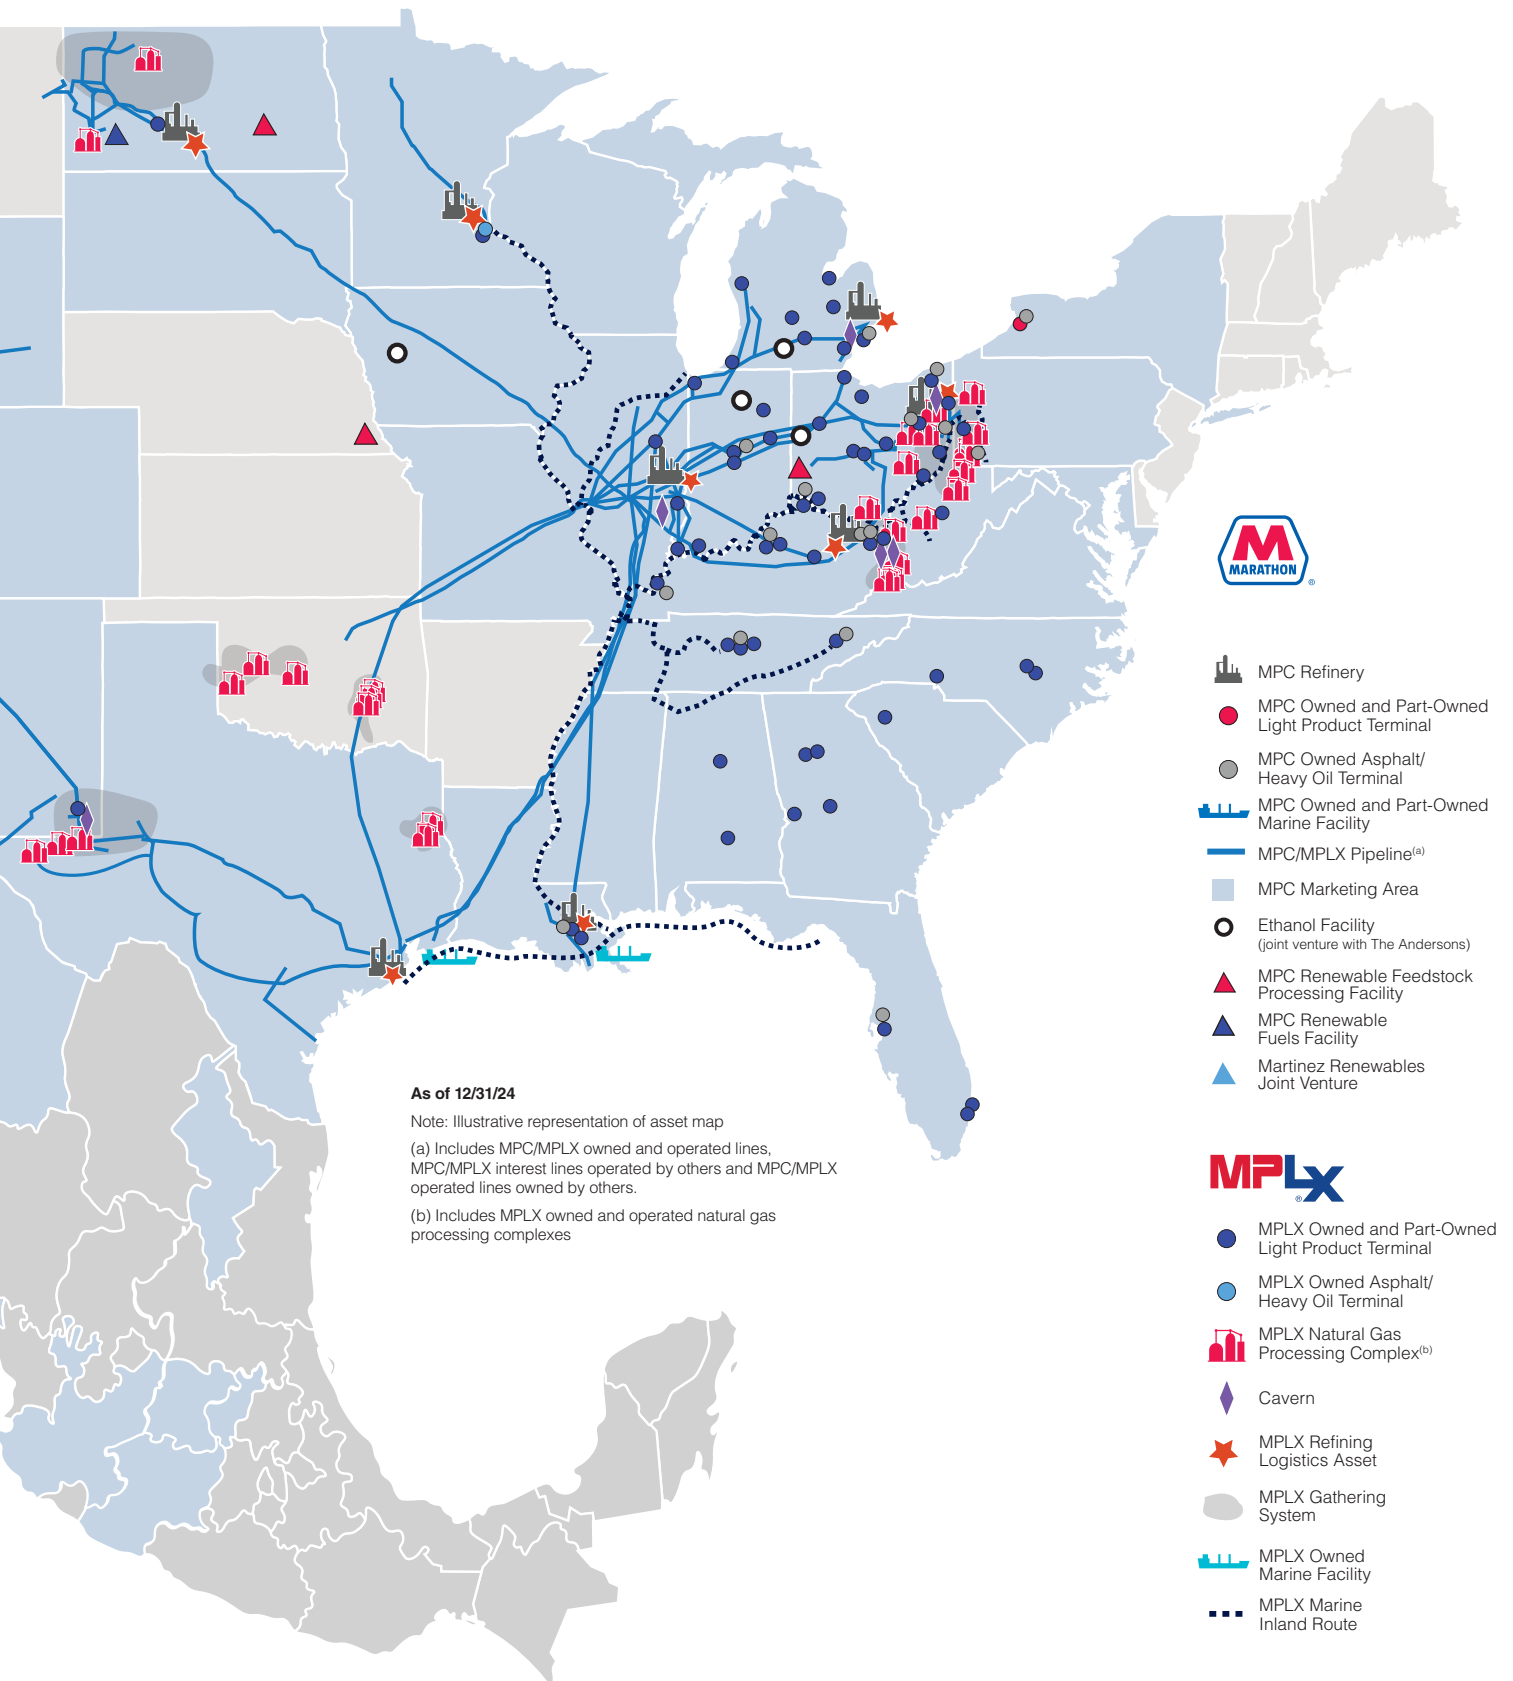 MARATHON
®
MPC Refinery
MPC Owned and Part-Owned
Light Product Terminal
MPC Owned Asphalt/
Heavy Oil Terminal
MPC Owned and Part-Owned
Marine Facility
MPC/MPLX Pipeline(a)
MPC Marketing Area
Ethanol Facility
(joint venture with The Andersons)
MPC Renewable Feedstock
Processing Facility
MPC Renewable
Fuels Facility
Martinez Renewables
Joint Venture
As of 12/31/24
Note: Illustrative representation of asset map
(a) Includes MPC/MPLX owned and operated lines,
MPC/MPLX interest lines operated by others and MPC/MPLX
operated lines owned by others.
(b) Includes MPLX owned and operated natural gas
processing complexes
MPLX
®
MPLX Owned and Part-Owned
Light Product Terminal
MPLX Owned Asphalt/
Heavy Oil Terminal
MPLX Natural Gas
Processing Complex(b)
Cavern
MPLX Refining
Logistics Asset
MPLX Gathering
System
MPLX Owned
Marine Facility
MPLX Marine
Inland Route